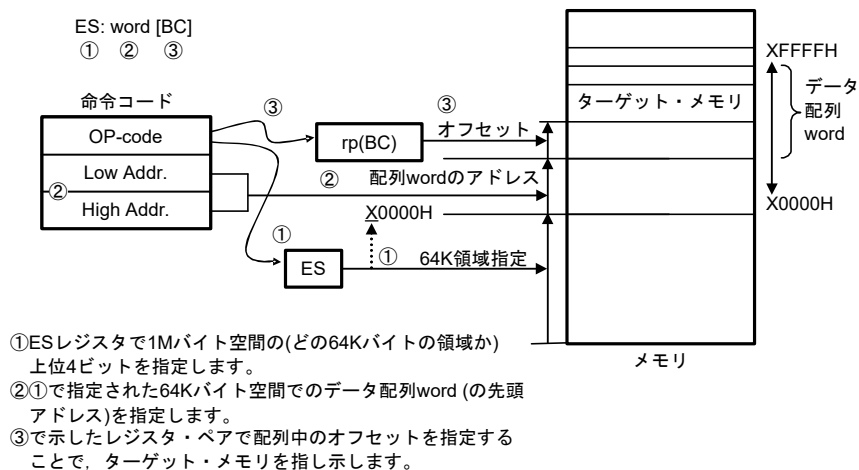 ES: word [BC]
① ② ③
命令コード
OP-code
Low Addr.
②
High Addr.
③
rp(BC)
③
オフセット
②
配列wordのアドレス
X0000H
①
ES
①
64K領域指定
ターゲット・メモリ
XFFFFH
データ
配列
word
X0000H
メモリ
①ESレジスタで1Mバイト空間の(どの64Kバイトの領域か)
上位4ビットを指定します。
②①で指定された64Kバイト空間でのデータ配列word (の先頭
アドレス)を指定します。
③で示したレジスタ・ペアで配列中のオフセットを指定する
ことで，ターゲット・メモリを指し示します。